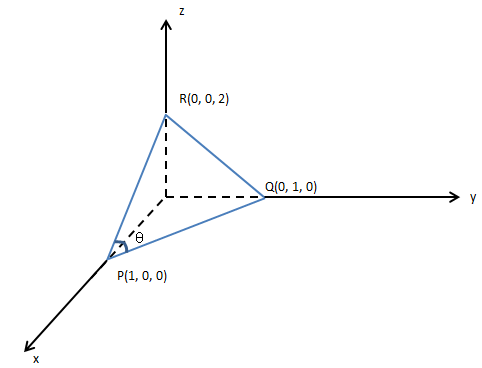 z
R(0, 0, 2)
Q(0, 1, 0)
y
θ
P(1, 0, 0)
x